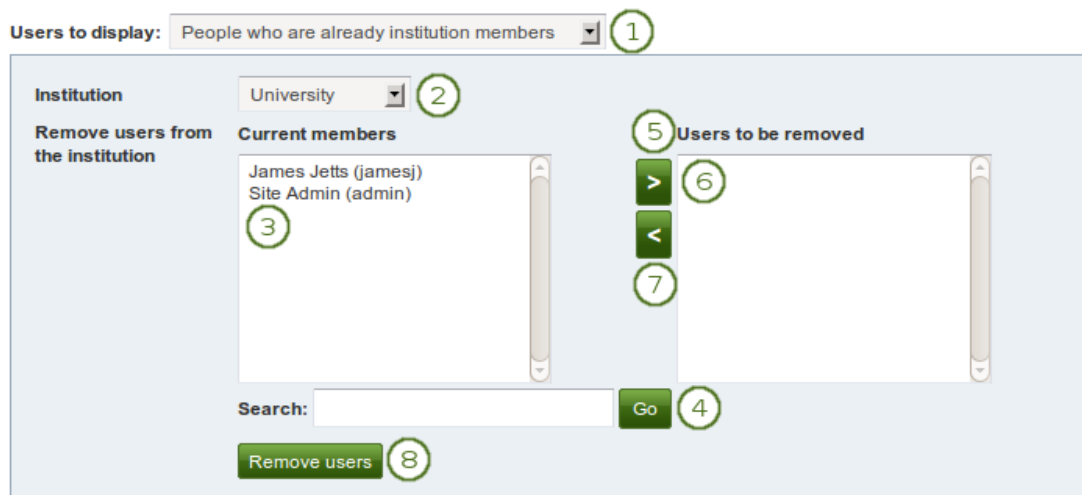 Users to display: People who are already institution members 1
Institution University 2
Remove users from the institution
Current members 5 Users to be removed
James Jetts (jamesj) > 6
Site Admin (admin)
3 <
7
Search: Go 4
Remove users 8